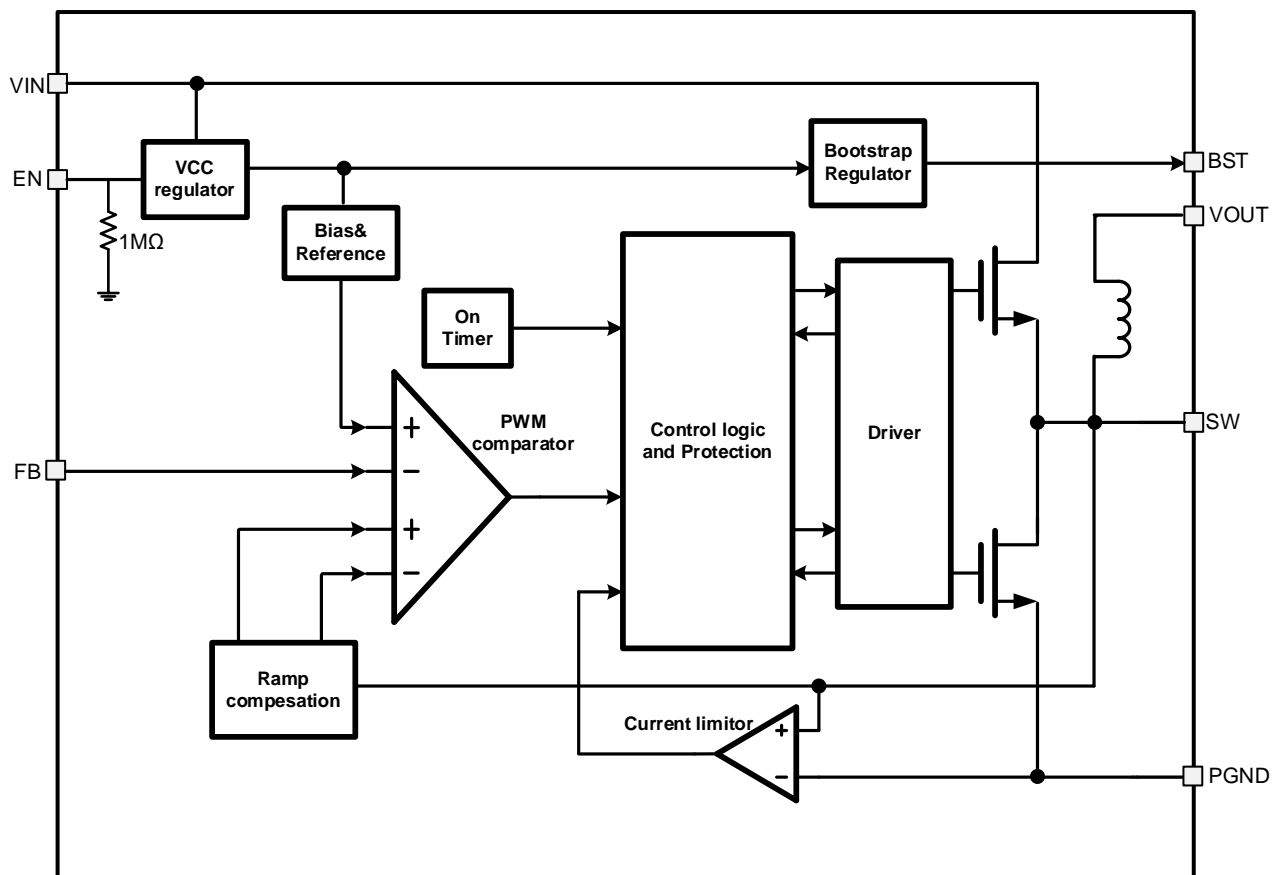 VIN
VCC
regulator
Bootstrap
Regulator
BST
EN
VOUT
1MΩ
Bias&
Reference
On
Timer
+
PWM
comparator
Control logic
and Protection
Driver
SW
FB
−
+
−
Ramp
compesation
Current limitor
+
−
PGND